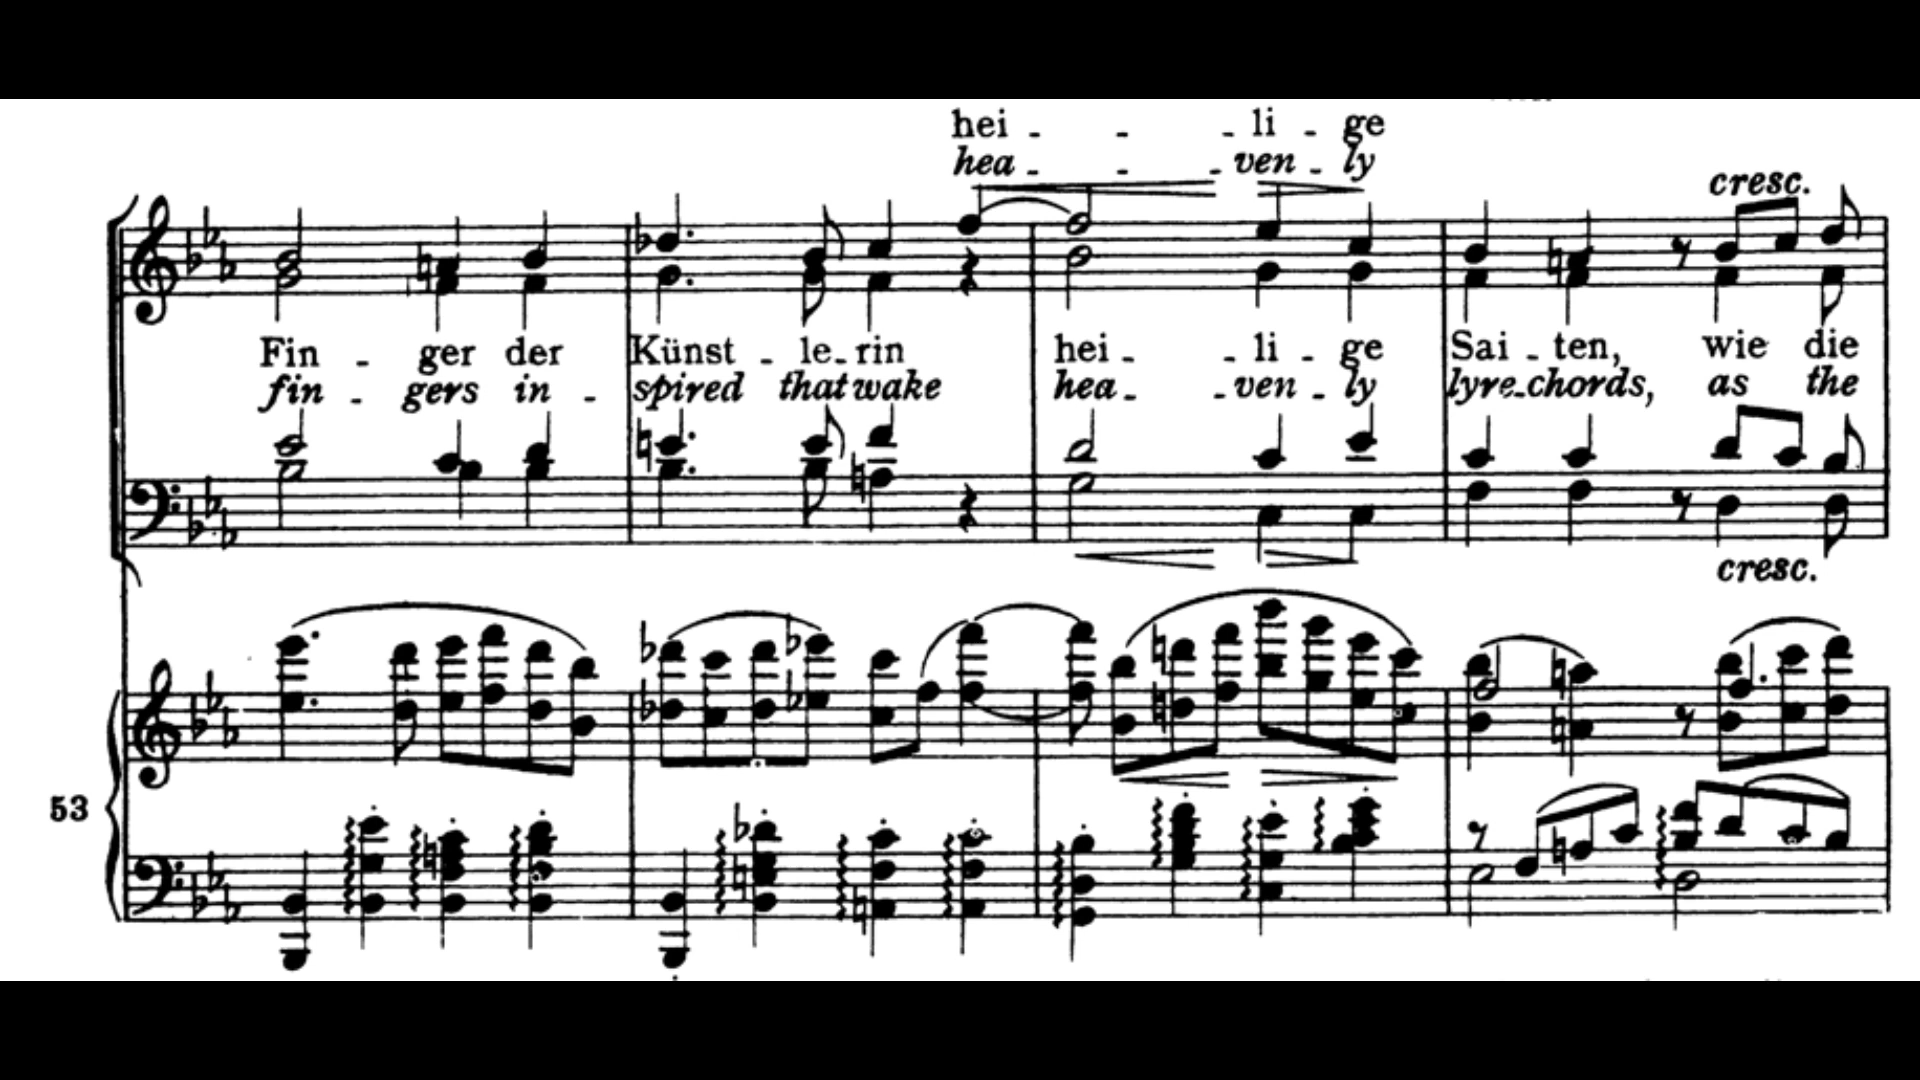 hei - - - li - ge
hea - - - ven - ly
cresc.
Fin - ger der Künst - le - rin hei - - li - ge Sai - ten, wie die
fin - gers in - spired that wake hea - - ven - ly lyre - chords, as the
cresc.
53